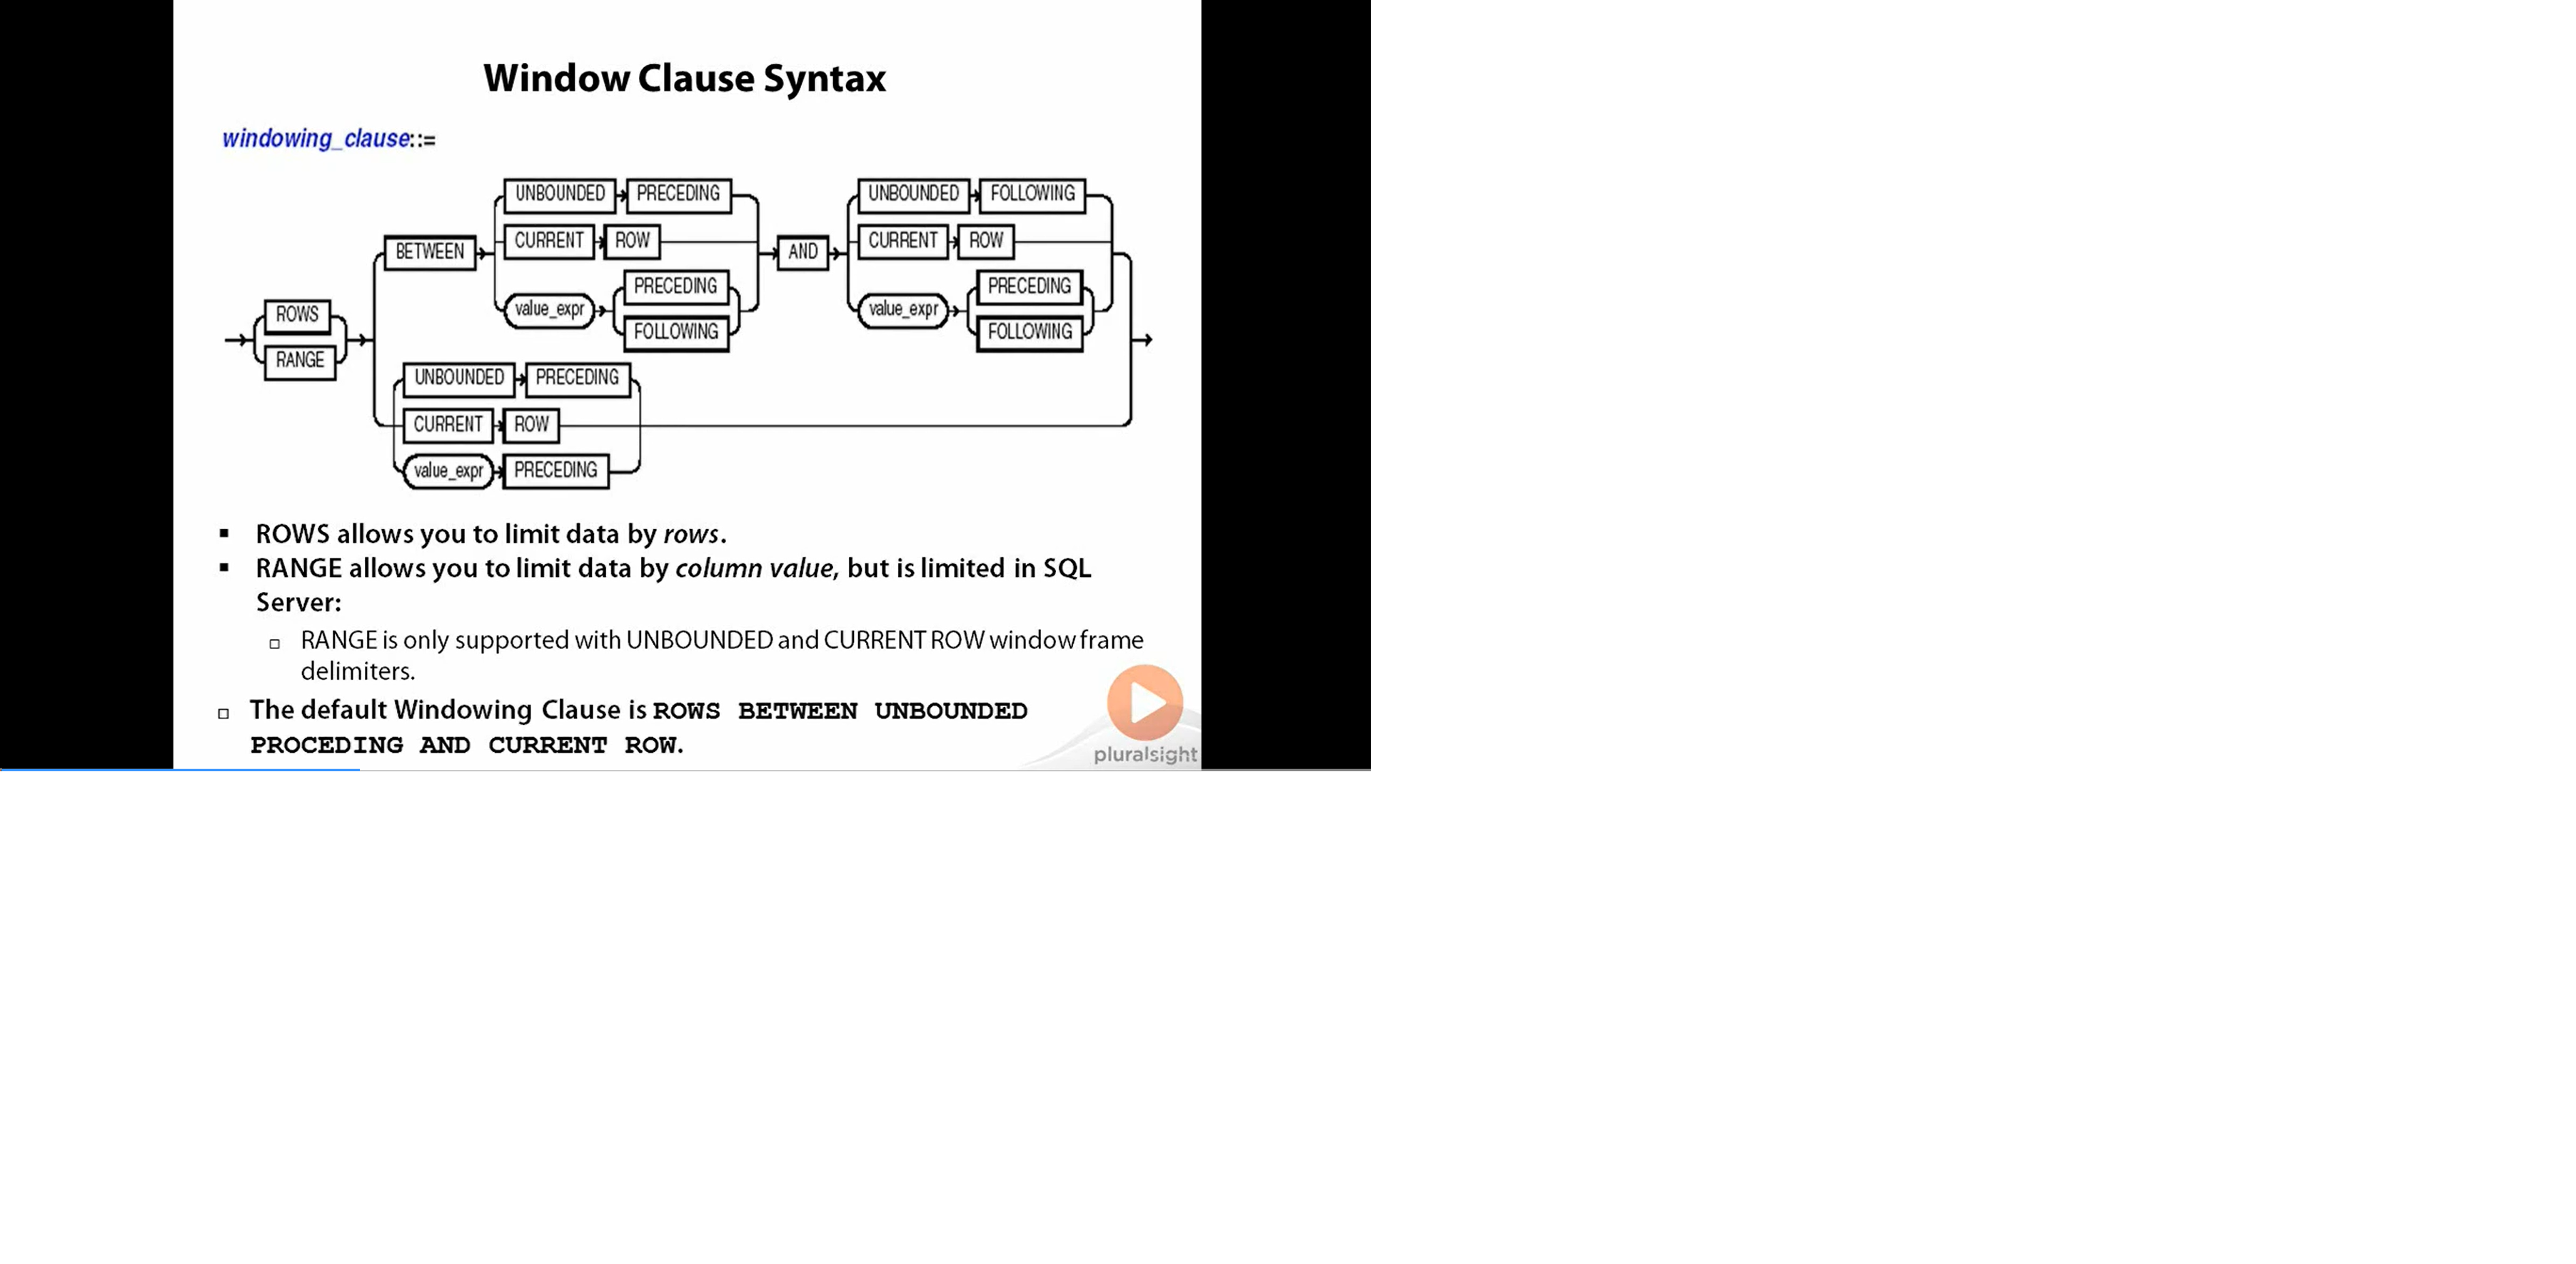 Window Clause Syntax
windowing_clause::=
UNBOUNDED PRECEDING UNBOUNDED FOLLOWING
CURRENT ROW CURRENT ROW
BETWEEN AND
PRECEDING PRECEDING
value_expr value_expr
FOLLOWING FOLLOWING
ROWS
RANGE
UNBOUNDED PRECEDING
CURRENT ROW
value_expr PRECEDING
▪ ROWS allows you to limit data by rows.
▪ RANGE allows you to limit data by column value, but is limited in SQL
Server:
□ RANGE is only supported with UNBOUNDED and CURRENT ROW window frame
delimiters.
□ The default Windowing Clause is ROWS BETWEEN UNBOUNDED
PROCEDING AND CURRENT ROW.
pluralsight